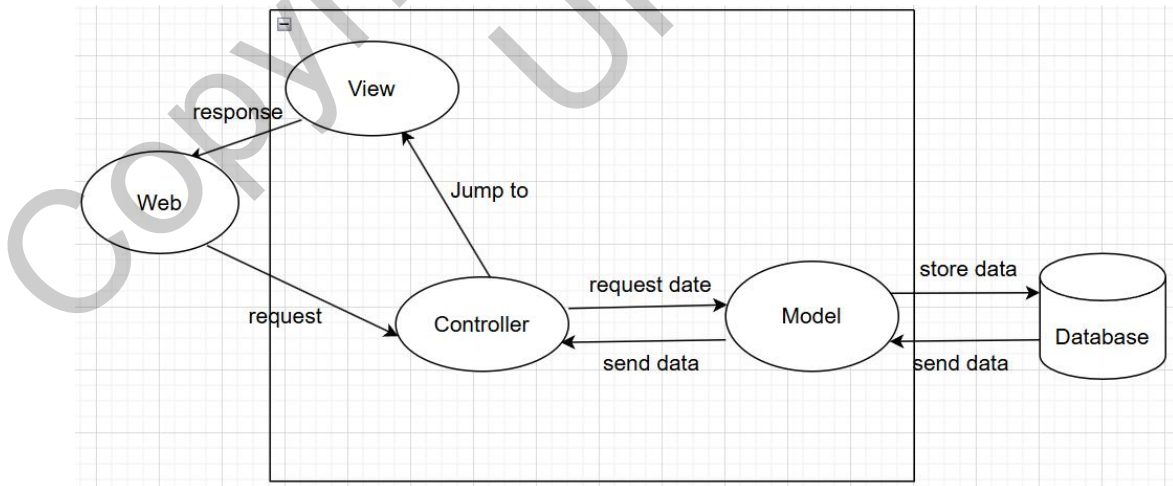 View
response
Jump to
Web
request date
store data
request
Controller
Model
Database
send data
send data